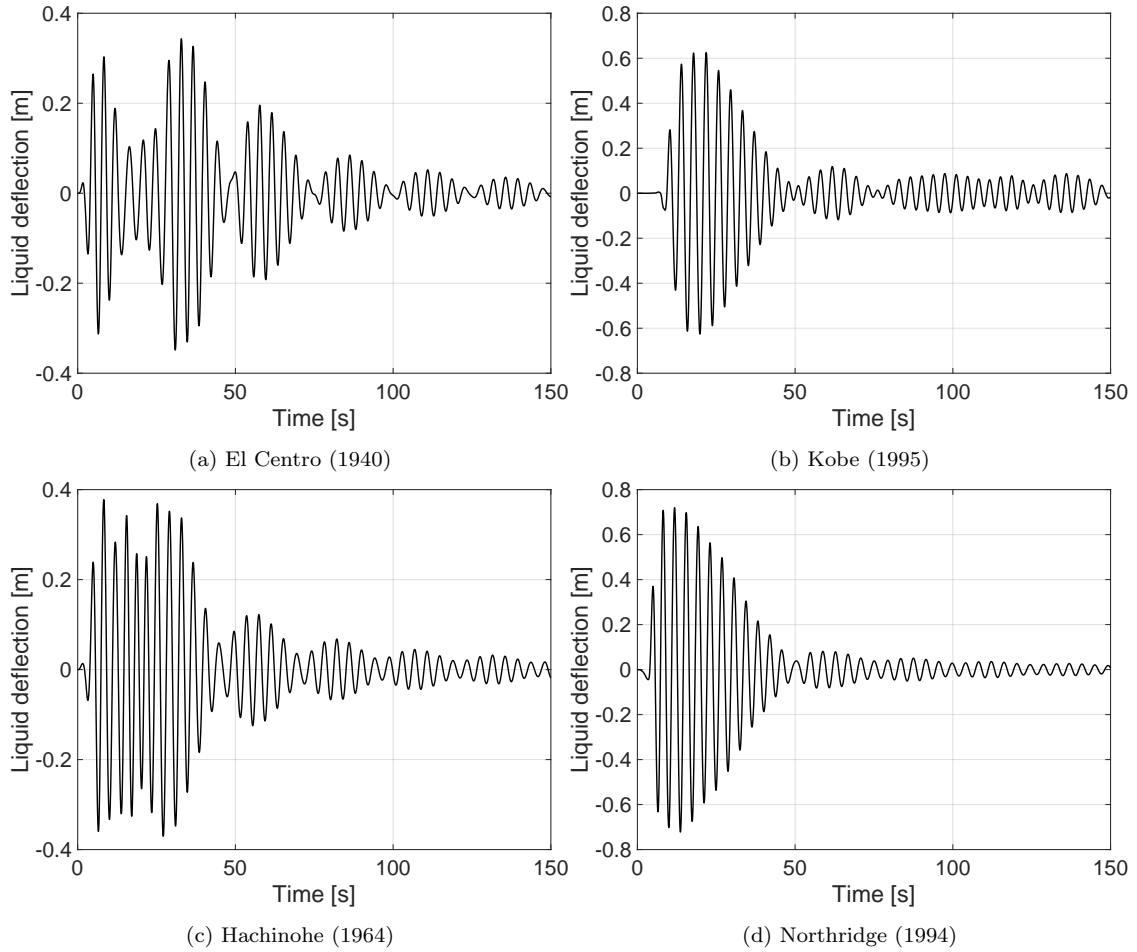 0.4
0.2
0
-0.2
-0.4
Liquid deflection [m]
0 50 100 150
Time [s]
(a) El Centro (1940)
0.8
0.6
0.4
0.2
0
-0.2
-0.4
-0.6
-0.8
Liquid deflection [m]
0 50 100 150
Time [s]
(b) Kobe (1995)
0.4
0.2
0
-0.2
-0.4
Liquid deflection [m]
0 50 100 150
Time [s]
(c) Hachinohe (1964)
0.8
0.6
0.4
0.2
0
-0.2
-0.4
-0.6
-0.8
Liquid deflection [m]
0 50 100 150
Time [s]
(d) Northridge (1994)